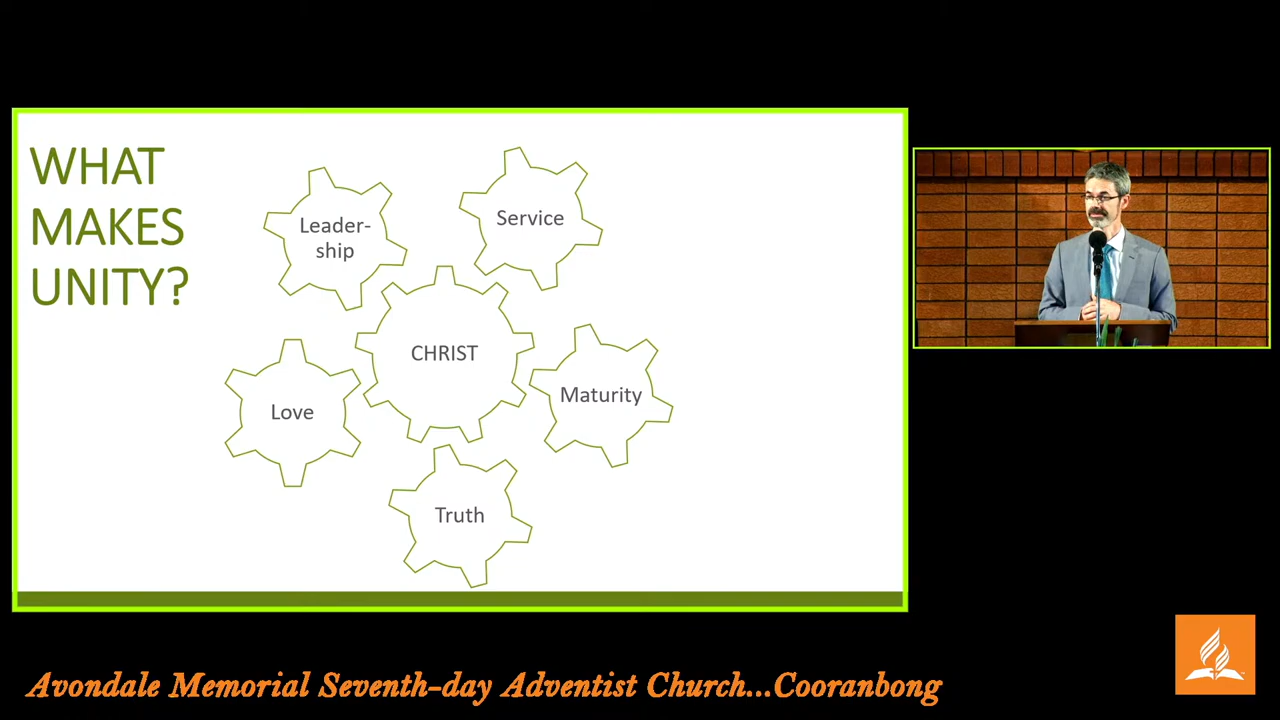 WHAT
MAKES
UNITY?
Leader-
ship
Service
CHRIST
Maturity
Love
Truth
Avondale Memorial Seventh-day Adventist Church...Cooranbong